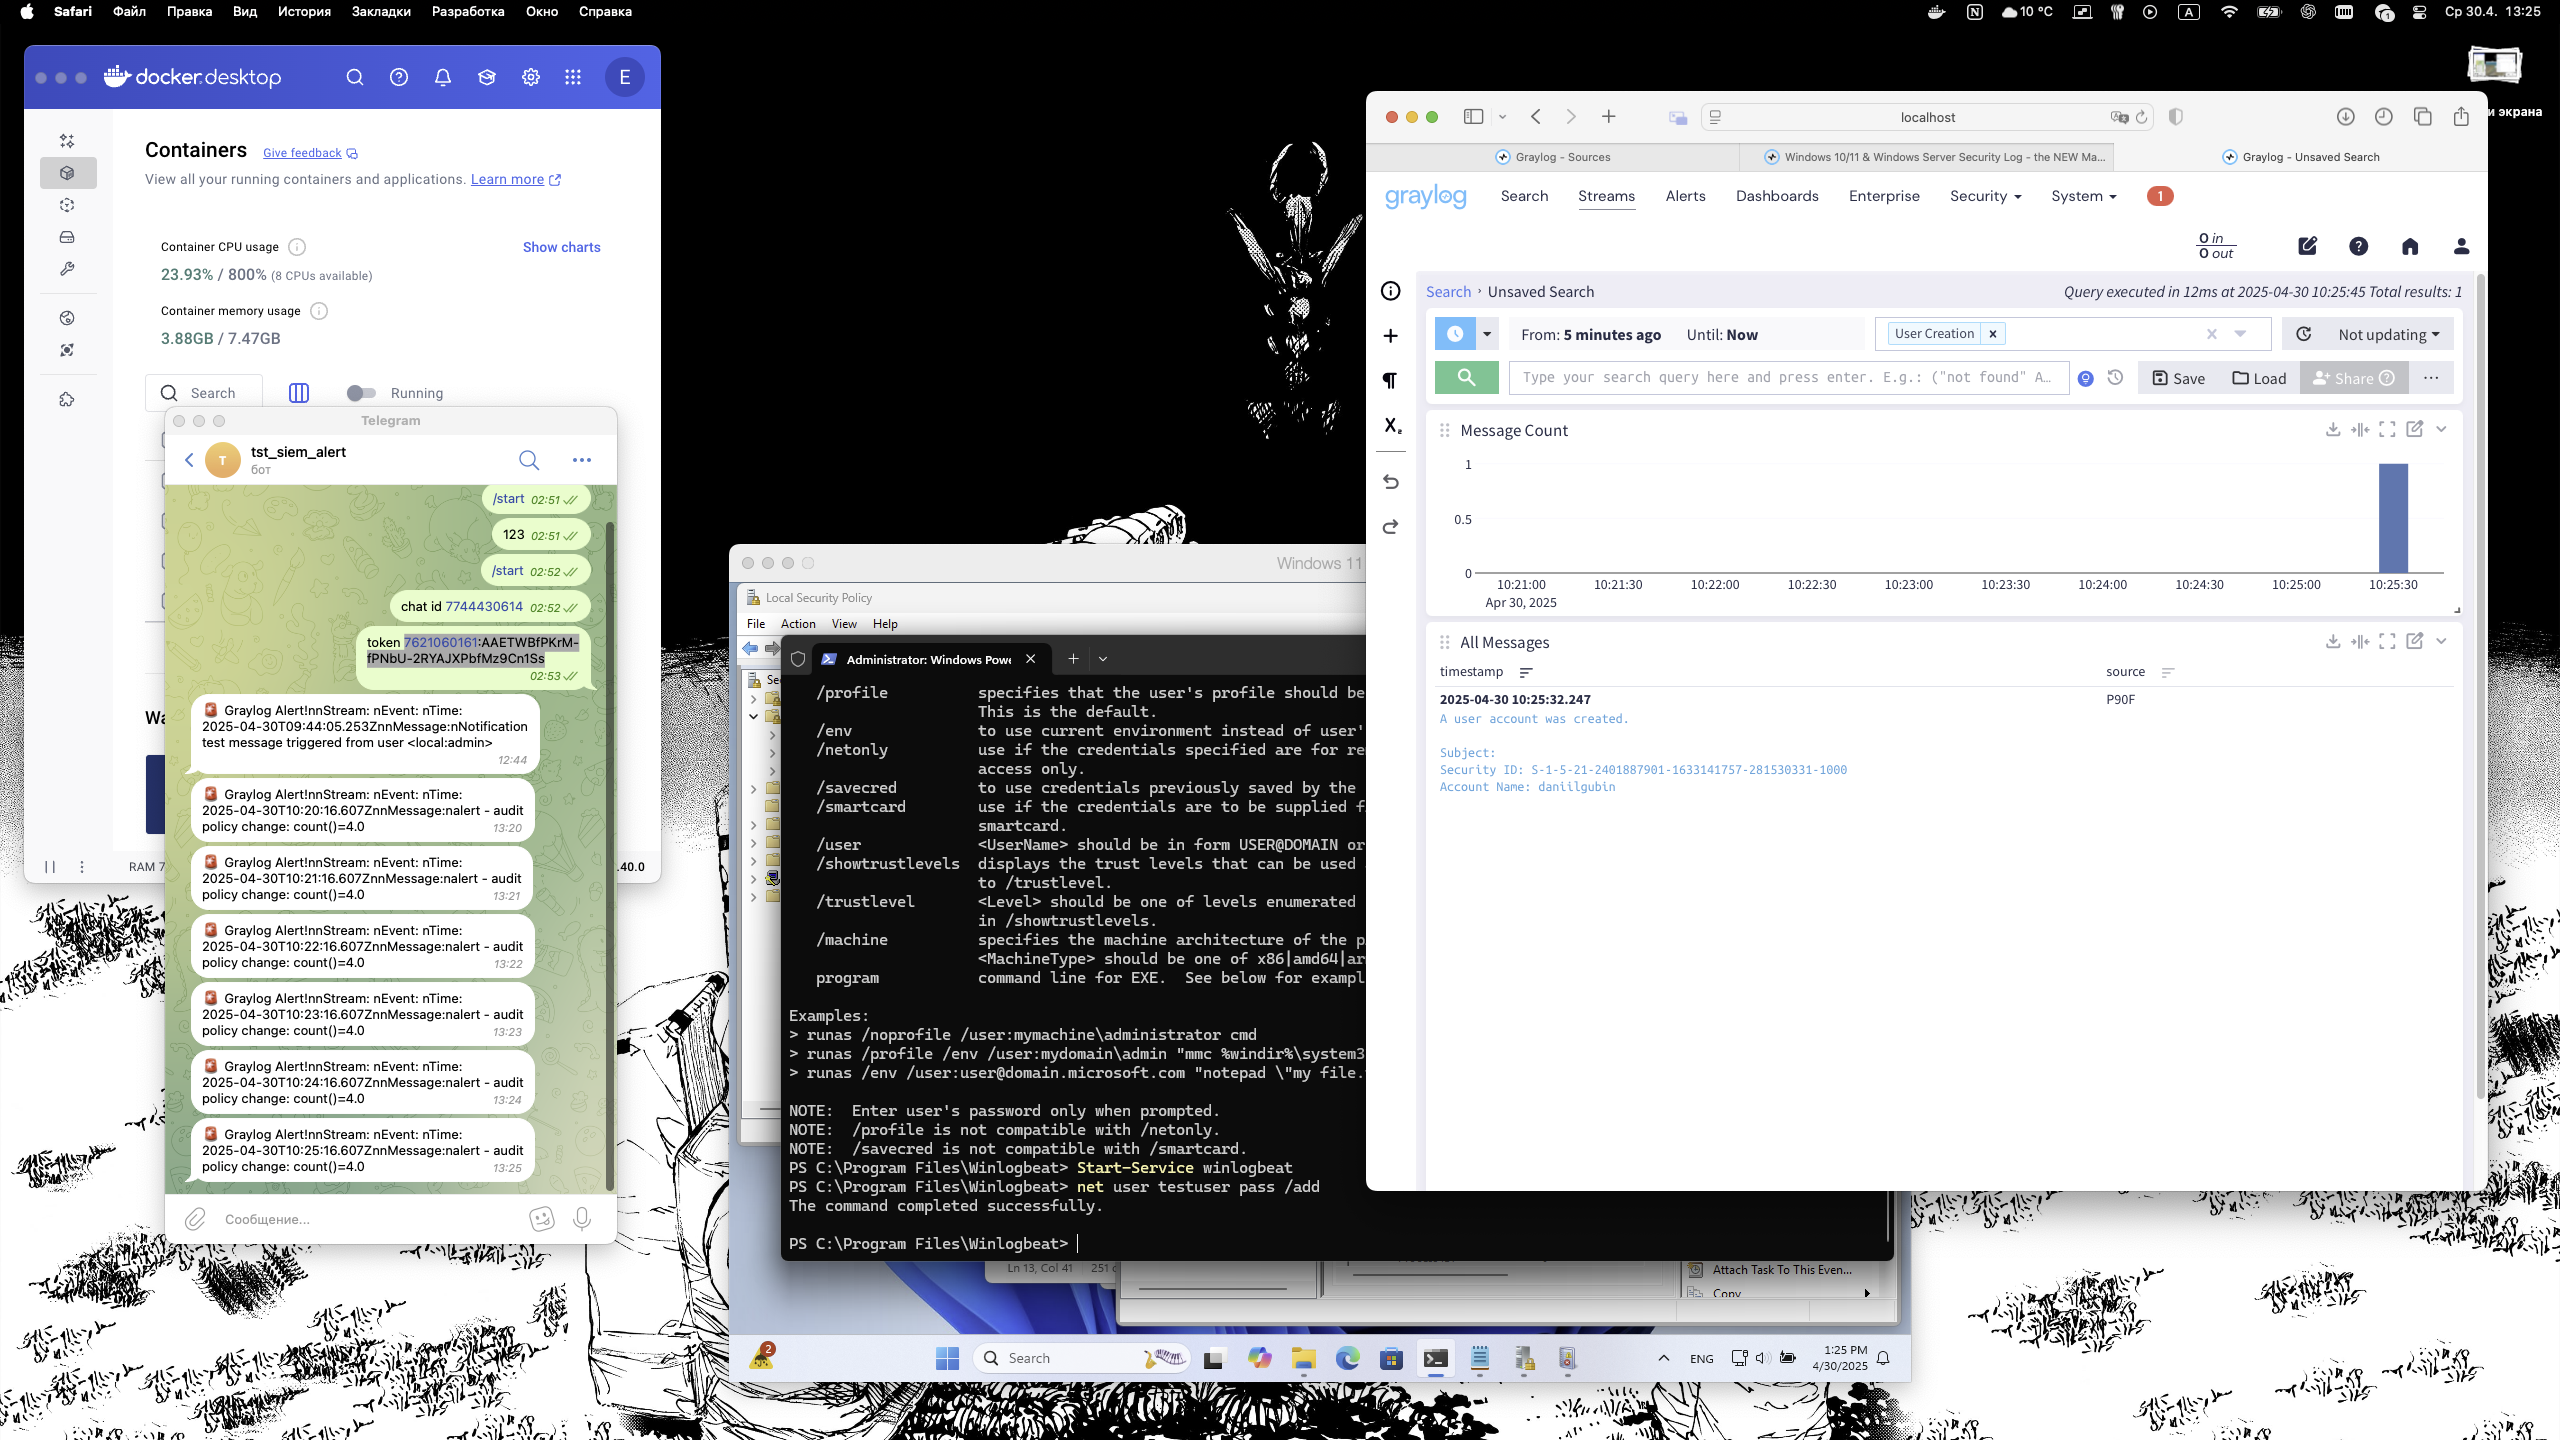 Safari Файл Правка Вид История Закладки Разработка Окно Справка
10 °C A Ср 30.4. 13:25
и экрана
docker.desktop E
Containers Give feedback
View all your running containers and applications. Learn more
Container CPU usage Show charts
23.93% / 800% (8 CPUs available)
Container memory usage
3.88GB / 7.47GB
Search Running
Wa
RAM 7
.40.0
Telegram
T tst_siem_alert
бот
/start 02:51
123 02:51
/start 02:52
chat id 7744430614 02:52
token 7621060161:AAETWBfPKrM-
fPNbU-2RYAJXPbfMz9Cn1Ss
02:53
Graylog Alert!nnStream: nEvent: nTime:
2025-04-30T09:44:05.253ZnnMessage:nNotification
test message triggered from user <local:admin>
12:44
Graylog Alert!nnStream: nEvent: nTime:
2025-04-30T10:20:16.607ZnnMessage:nalert - audit
policy change: count()=4.0 13:20
Graylog Alert!nnStream: nEvent: nTime:
2025-04-30T10:21:16.607ZnnMessage:nalert - audit
policy change: count()=4.0 13:21
Graylog Alert!nnStream: nEvent: nTime:
2025-04-30T10:22:16.607ZnnMessage:nalert - audit
policy change: count()=4.0 13:22
Graylog Alert!nnStream: nEvent: nTime:
2025-04-30T10:23:16.607ZnnMessage:nalert - audit
policy change: count()=4.0 13:23
Graylog Alert!nnStream: nEvent: nTime:
2025-04-30T10:24:16.607ZnnMessage:nalert - audit
policy change: count()=4.0 13:24
Graylog Alert!nnStream: nEvent: nTime:
2025-04-30T10:25:16.607ZnnMessage:nalert - audit
policy change: count()=4.0 13:25
Сообщение...
Windows 11
Local Security Policy
File Action View Help
Se
Administrator: Windows Powe
/profile specifies that the user's profile should be
This is the default.
/env to use current environment instead of user'
/netonly use if the credentials specified are for re
access only.
/savecred to use credentials previously saved by the
/smartcard use if the credentials are to be supplied f
smartcard.
/user <UserName> should be in form USER@DOMAIN or
/showtrustlevels displays the trust levels that can be used
to /trustlevel.
/trustlevel <Level> should be one of levels enumerated
in /showtrustlevels.
/machine specifies the machine architecture of the p
<MachineType> should be one of x86|amd64|ar
program command line for EXE. See below for exampl
Examples:
> runas /noprofile /user:mymachine\administrator cmd
> runas /profile /env /user:mydomain\admin "mmc %windir%\system3
> runas /env /user:user@domain.microsoft.com "notepad \"my file.
NOTE: Enter user's password only when prompted.
NOTE: /profile is not compatible with /netonly.
NOTE: /savecred is not compatible with /smartcard.
PS C:\Program Files\Winlogbeat> Start-Service winlogbeat
PS C:\Program Files\Winlogbeat> net user testuser pass /add
The command completed successfully.
PS C:\Program Files\Winlogbeat>
Ln 13, Col 41 251 c
Attach Task To This Even...
Copy
2 Search ENG 1:25 PM
4/30/2025
localhost
Graylog - Sources Windows 10/11 & Windows Server Security Log - the NEW Ma... Graylog - Unsaved Search
graylog Search Streams Alerts Dashboards Enterprise Security System 1
0 in
0 out
Search › Unsaved Search Query executed in 12ms at 2025-04-30 10:25:45 Total results: 1
From: 5 minutes ago Until: Now User Creation Not updating
Type your search query here and press enter. E.g.: ("not found" A... Save Load Share
Message Count
1
0.5
0
10:21:00 10:21:30 10:22:00 10:22:30 10:23:00 10:23:30 10:24:00 10:24:30 10:25:00 10:25:30
Apr 30, 2025
All Messages
timestamp source
2025-04-30 10:25:32.247 P90F
A user account was created.
Subject:
Security ID: S-1-5-21-2401887901-1633141757-281530331-1000
Account Name: daniilgubin